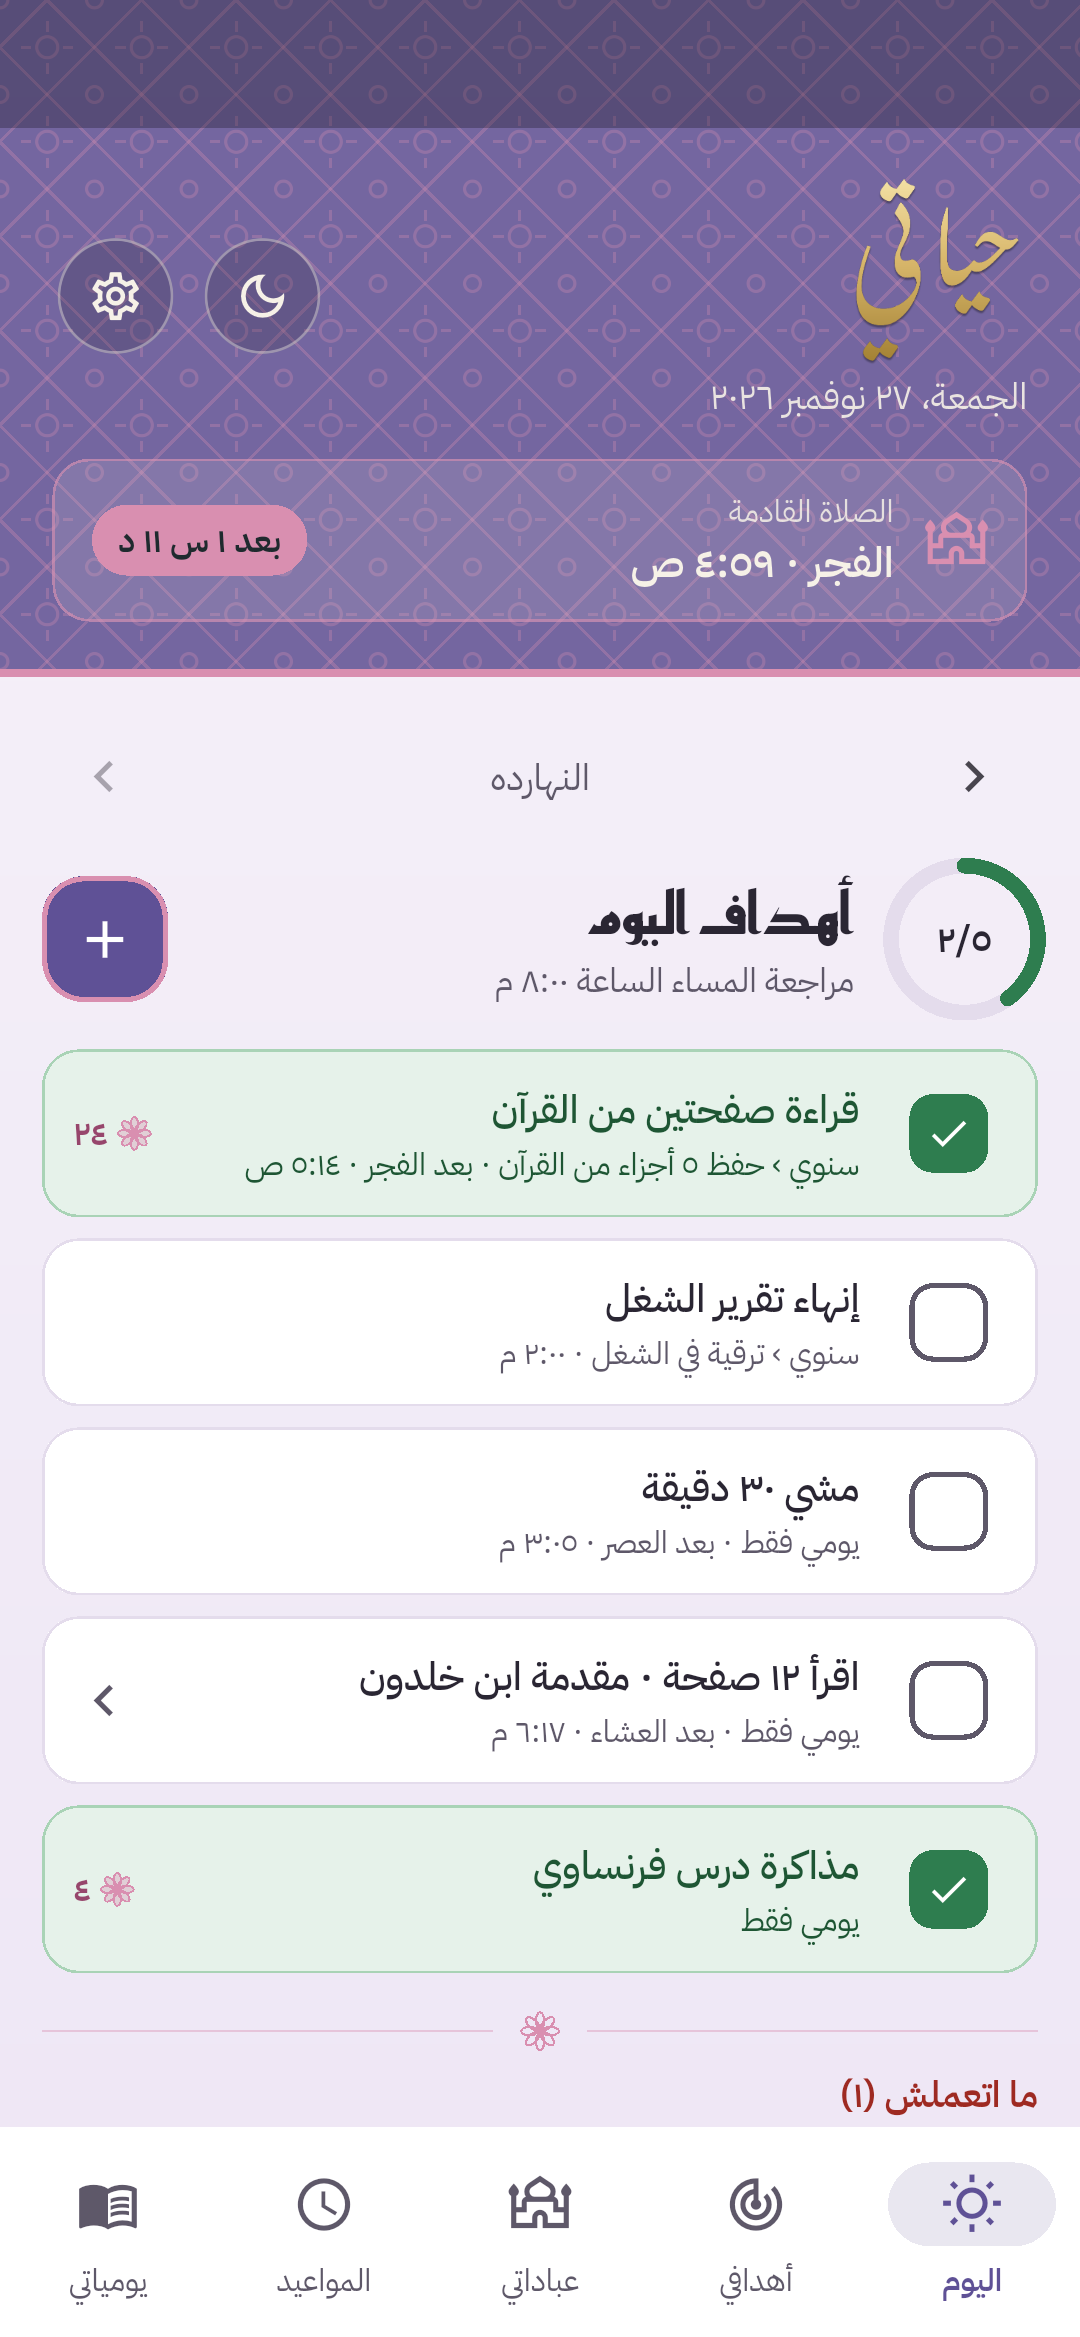 حياتي
الجمعة، ٢٧ نوفمبر ٢٠٢٦
الصلاة القادمة
الفجر · ٤:٥٩ ص
بعد ١ س ١١ د
النهارده
٢/٥
أهداف اليوم
مراجعة المساء الساعة ٨:٠٠ م
قراءة صفحتين من القرآن
سنوي › حفظ ٥ أجزاء من القرآن · بعد الفجر · ٥:١٤ ص
٢٤
إنهاء تقرير الشغل
سنوي › ترقية في الشغل · ٢:٠٠ م
مشي ٣٠ دقيقة
يومي فقط · بعد العصر · ٣:٠٥ م
اقرأ ١٢ صفحة · مقدمة ابن خلدون
يومي فقط · بعد العشاء · ٦:١٧ م
مذاكرة درس فرنساوي
يومي فقط
٤
ما اتعملش (١)
اليوم
أهدافي
عباداتي
المواعيد
يومياتي